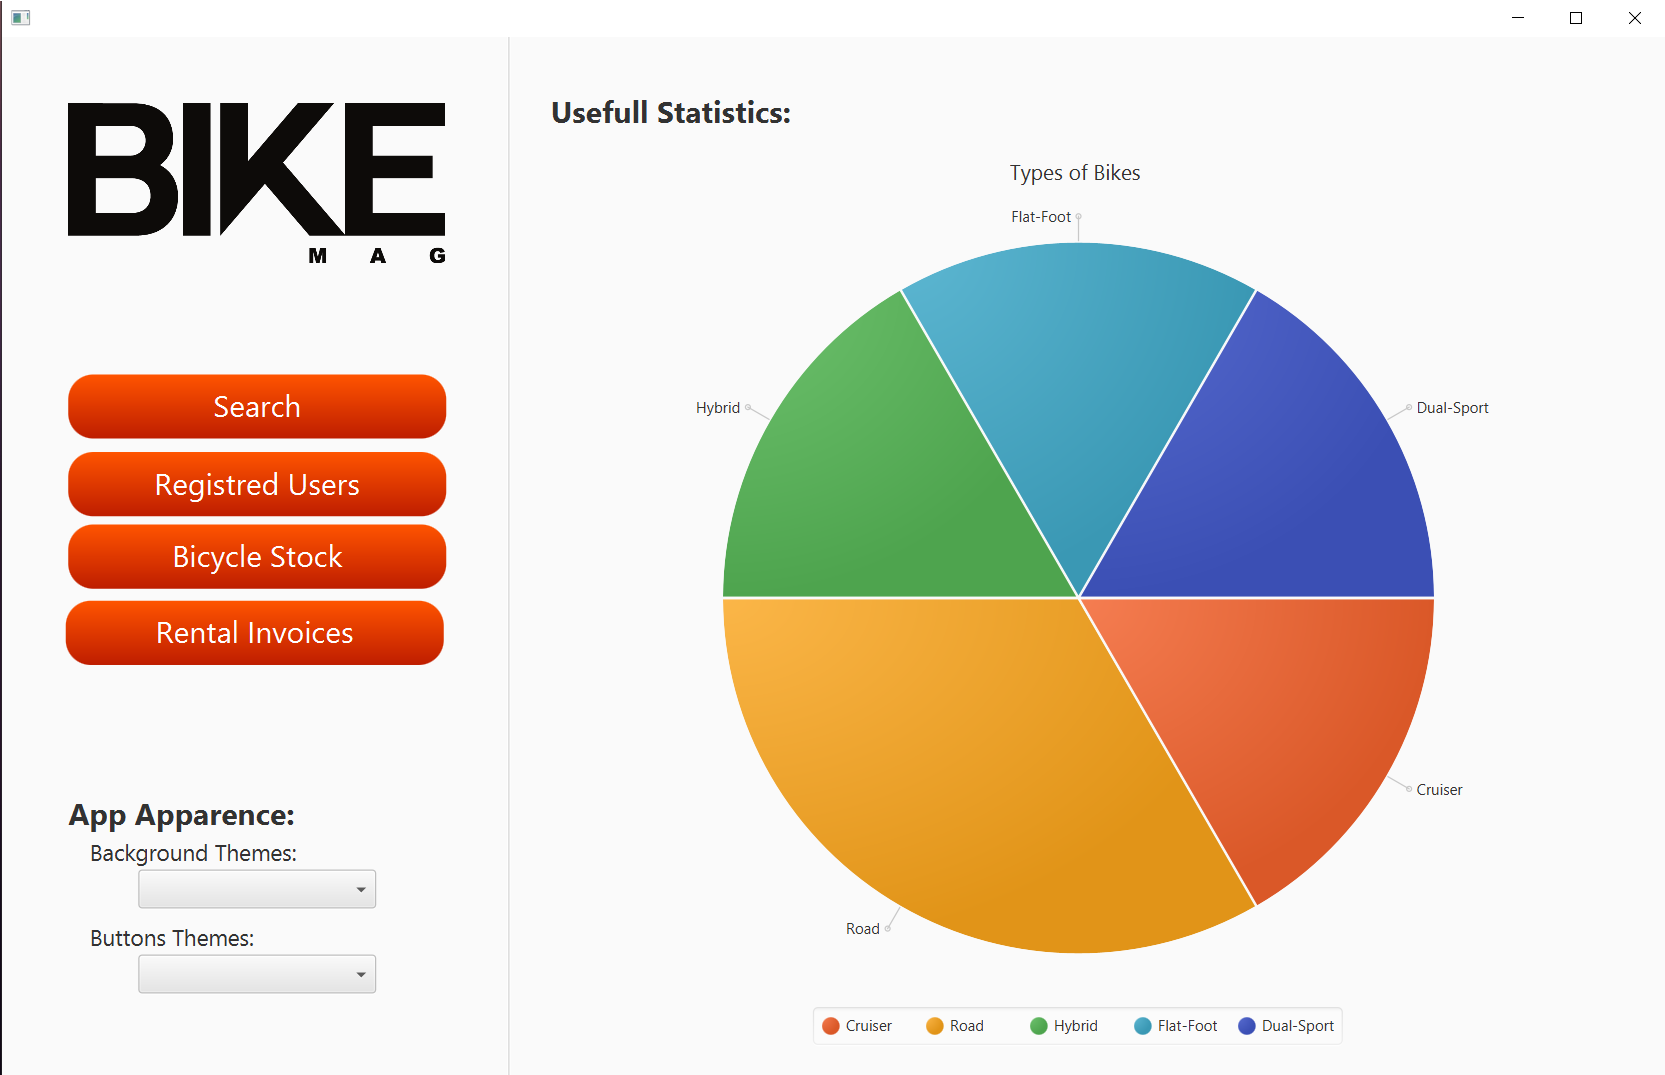 BIKE
MAG
Search
Registred Users
Bicycle Stock
Rental Invoices
App Apparence:
Background Themes:
Buttons Themes:
Usefull Statistics:
Types of Bikes
Flat-Foot
Hybrid
Dual-Sport
Cruiser
Road
Cruiser Road Hybrid Flat-Foot Dual-Sport